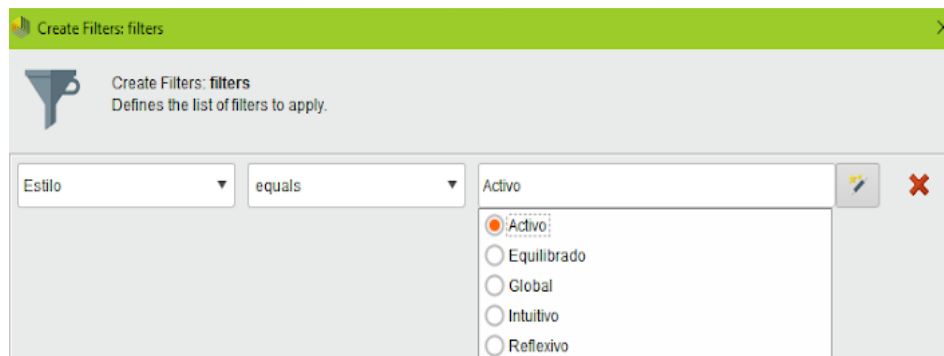 Create Filters: filters
Create Filters: filters
Defines the list of filters to apply.
Estilo equals Activo
Activo
Equilibrado
Global
Intuitivo
Reflexivo